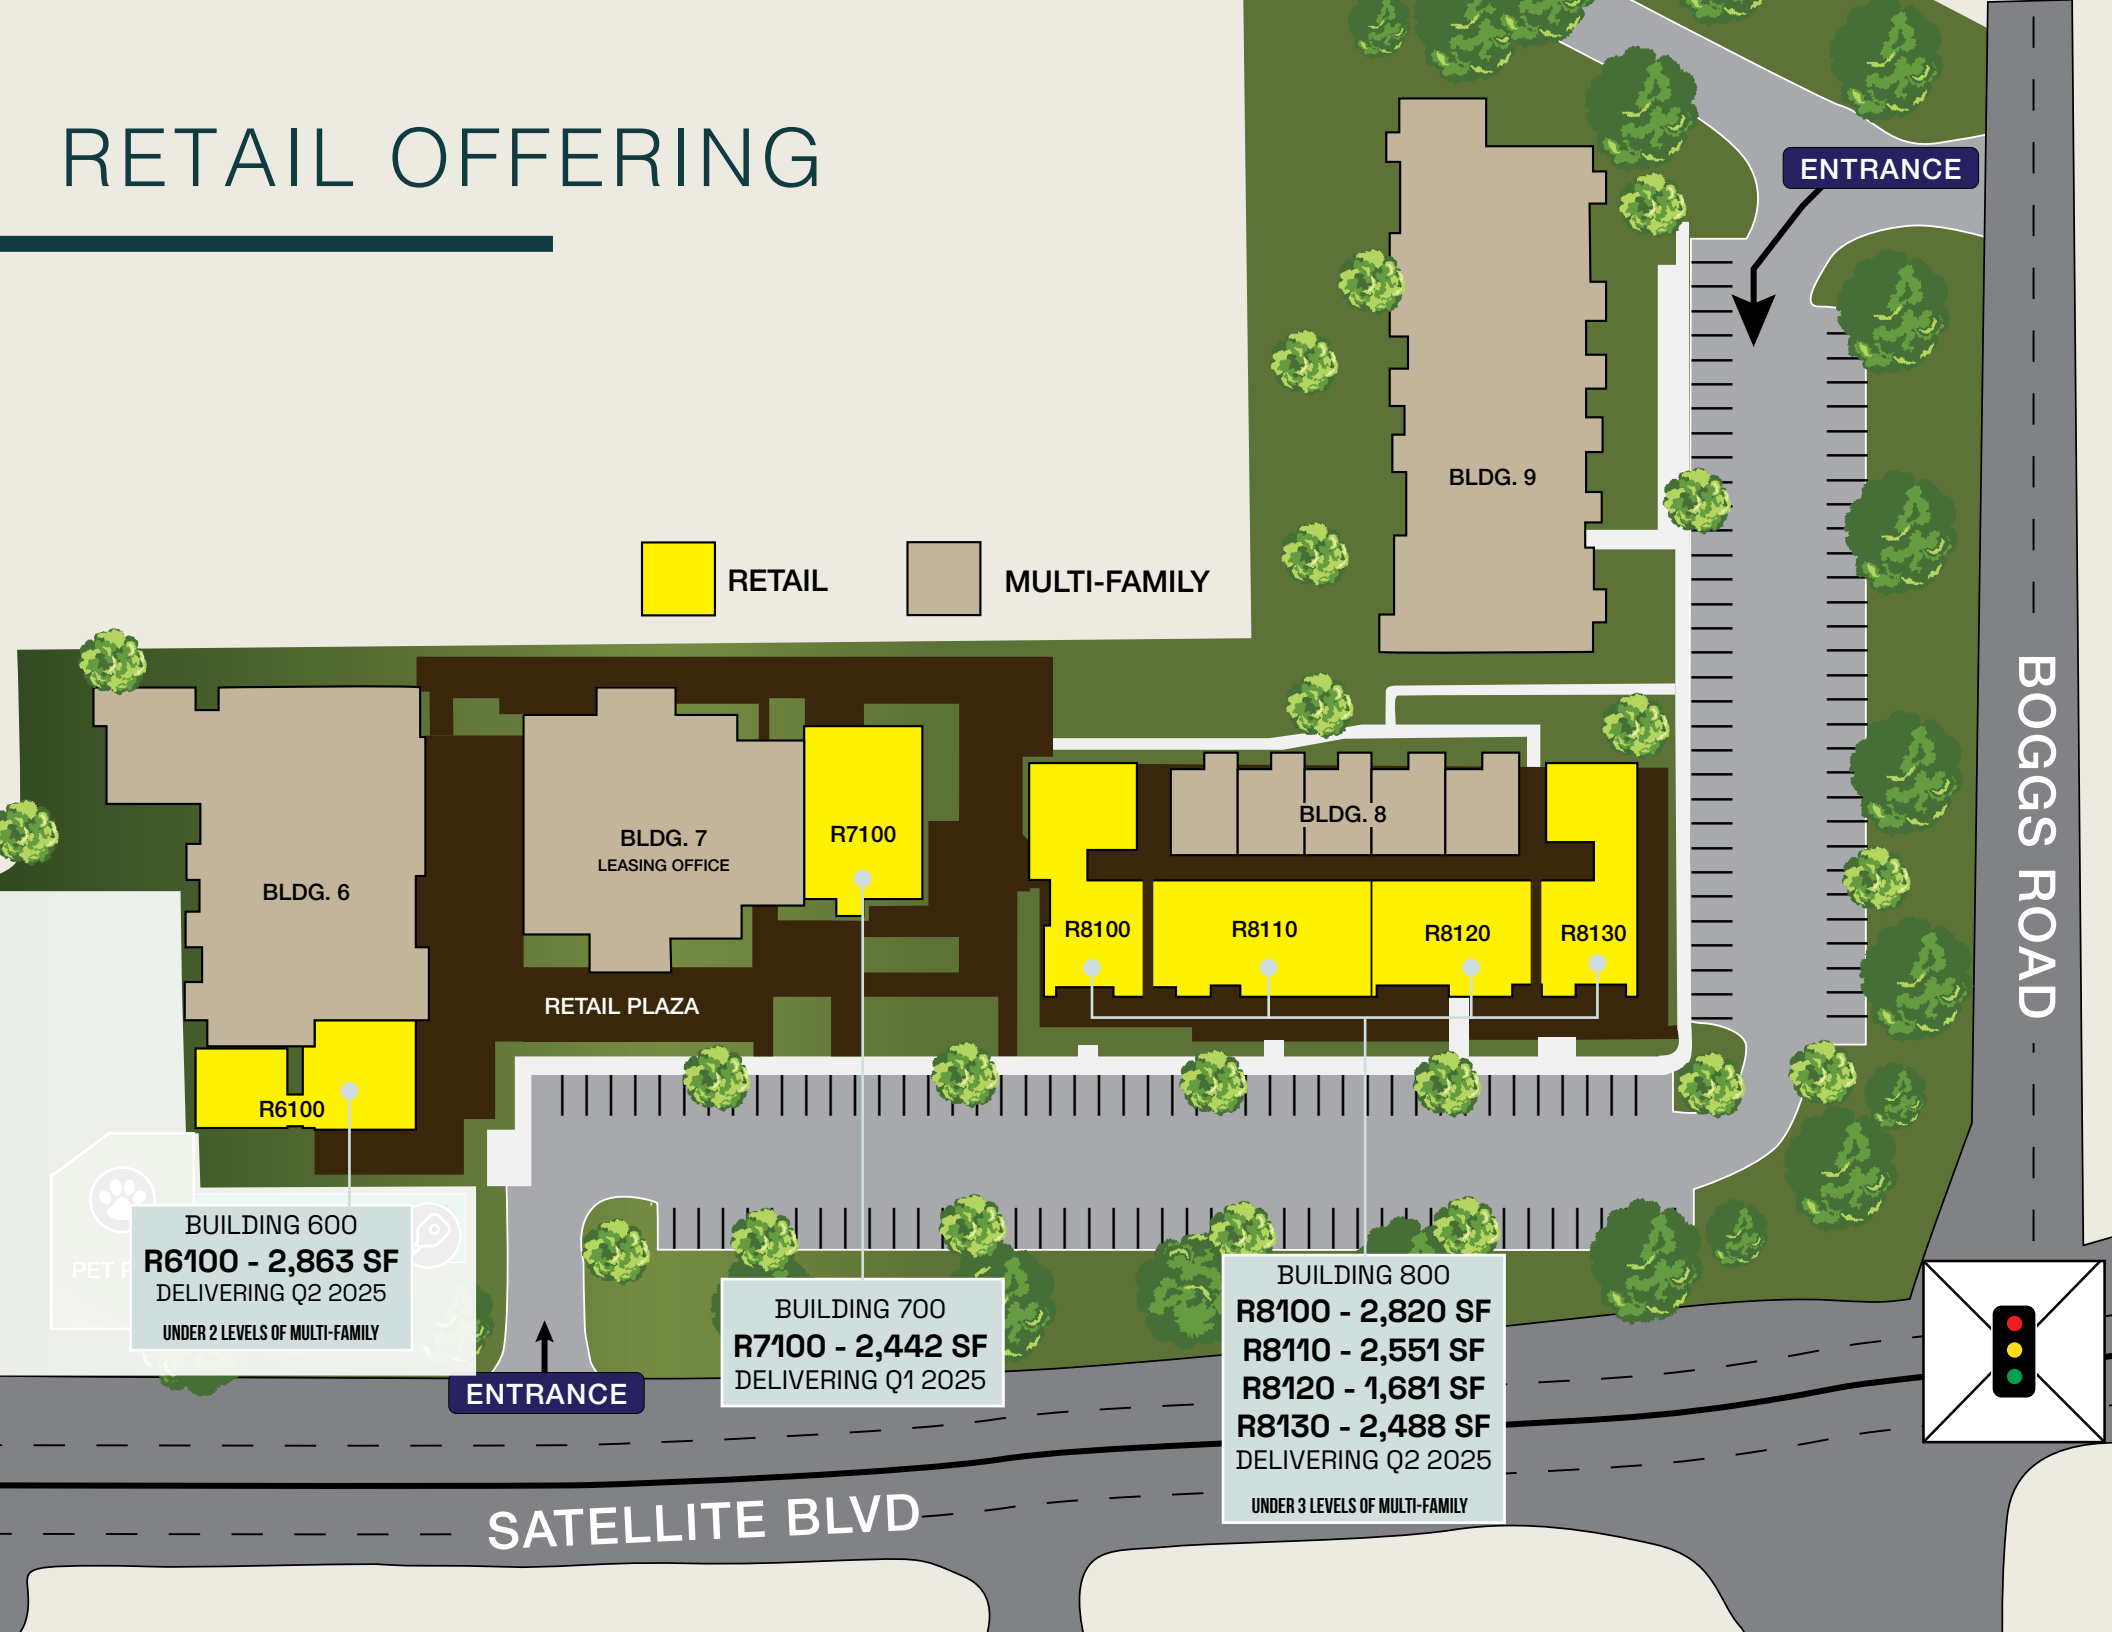 RETAIL OFFERING
ENTRANCE
BLDG. 9
RETAIL
MULTI-FAMILY
BLDG. 6
BLDG. 7
LEASING OFFICE
R7100
BLDG. 8
R8100
R8110
R8120
R8130
RETAIL PLAZA
R6100
BOGGS ROAD
PET
BUILDING 600
R6100 - 2,863 SF
DELIVERING Q2 2025
UNDER 2 LEVELS OF MULTI-FAMILY
BUILDING 700
R7100 - 2,442 SF
DELIVERING Q1 2025
BUILDING 800
R8100 - 2,820 SF
R8110 - 2,551 SF
R8120 - 1,681 SF
R8130 - 2,488 SF
DELIVERING Q2 2025
UNDER 3 LEVELS OF MULTI-FAMILY
ENTRANCE
SATELLITE BLVD